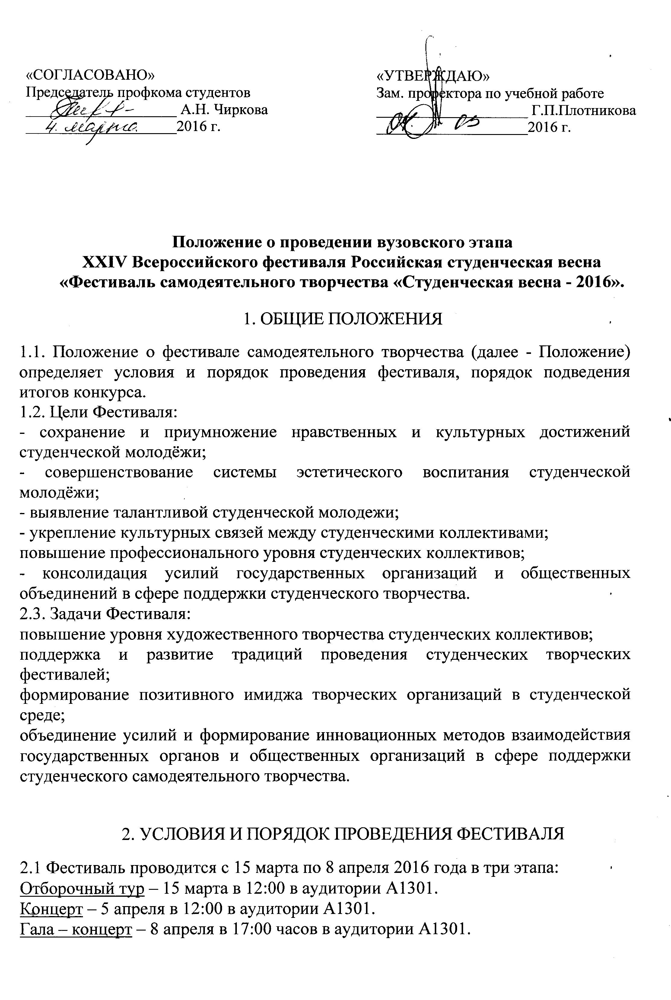 «СОГЛАСОВАНО»
Председатель профкома студентов
А.Н. Чиркова
4. марта 2016 г.
«УТВЕРЖДАЮ»
Зам. проректора по учебной работе
Г.П.Плотникова
04. 03 2016 г.
Положение о проведении вузовского этапа
XXIV Всероссийского фестиваля Российская студенческая весна
«Фестиваль самодеятельного творчества «Студенческая весна - 2016».
1. ОБЩИЕ ПОЛОЖЕНИЯ
1.1. Положение о фестивале самодеятельного творчества (далее - Положение)
определяет условия и порядок проведения фестиваля, порядок подведения
итогов конкурса.
1.2. Цели Фестиваля:
- сохранение и приумножение нравственных и культурных достижений
студенческой молодёжи;
- совершенствование системы эстетического воспитания студенческой
молодёжи;
- выявление талантливой студенческой молодежи;
- укрепление культурных связей между студенческими коллективами;
повышение профессионального уровня студенческих коллективов;
- консолидация усилий государственных организаций и общественных
объединений в сфере поддержки студенческого творчества.
2.3. Задачи Фестиваля:
повышение уровня художественного творчества студенческих коллективов;
поддержка и развитие традиций проведения студенческих творческих
фестивалей;
формирование позитивного имиджа творческих организаций в студенческой
среде;
объединение усилий и формирование инновационных методов взаимодействия
государственных органов и общественных организаций в сфере поддержки
студенческого самодеятельного творчества.
2. УСЛОВИЯ И ПОРЯДОК ПРОВЕДЕНИЯ ФЕСТИВАЛЯ
2.1 Фестиваль проводится с 15 марта по 8 апреля 2016 года в три этапа:
Отборочный тур – 15 марта в 12:00 в аудитории А1301.
Концерт – 5 апреля в 12:00 в аудитории А1301.
Гала – концерт – 8 апреля в 17:00 часов в аудитории А1301.